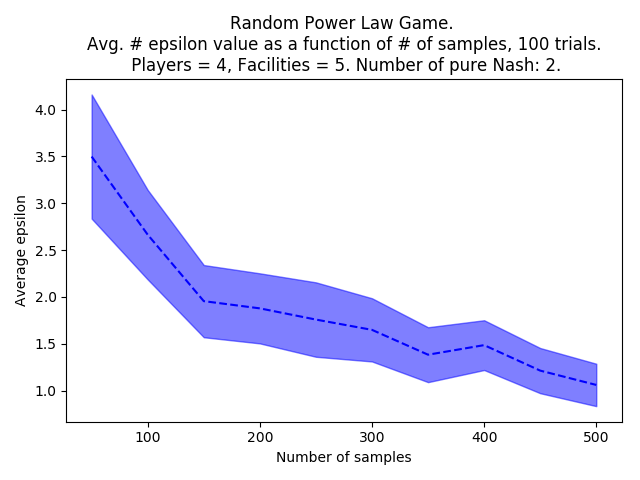 Random Power Law Game.
Avg. # epsilon value as a function of # of samples, 100 trials.
Players = 4, Facilities = 5. Number of pure Nash: 2.
4.0
3.5
3.0
2.5
2.0
1.5
1.0
Average epsilon
100 200 300 400 500
Number of samples